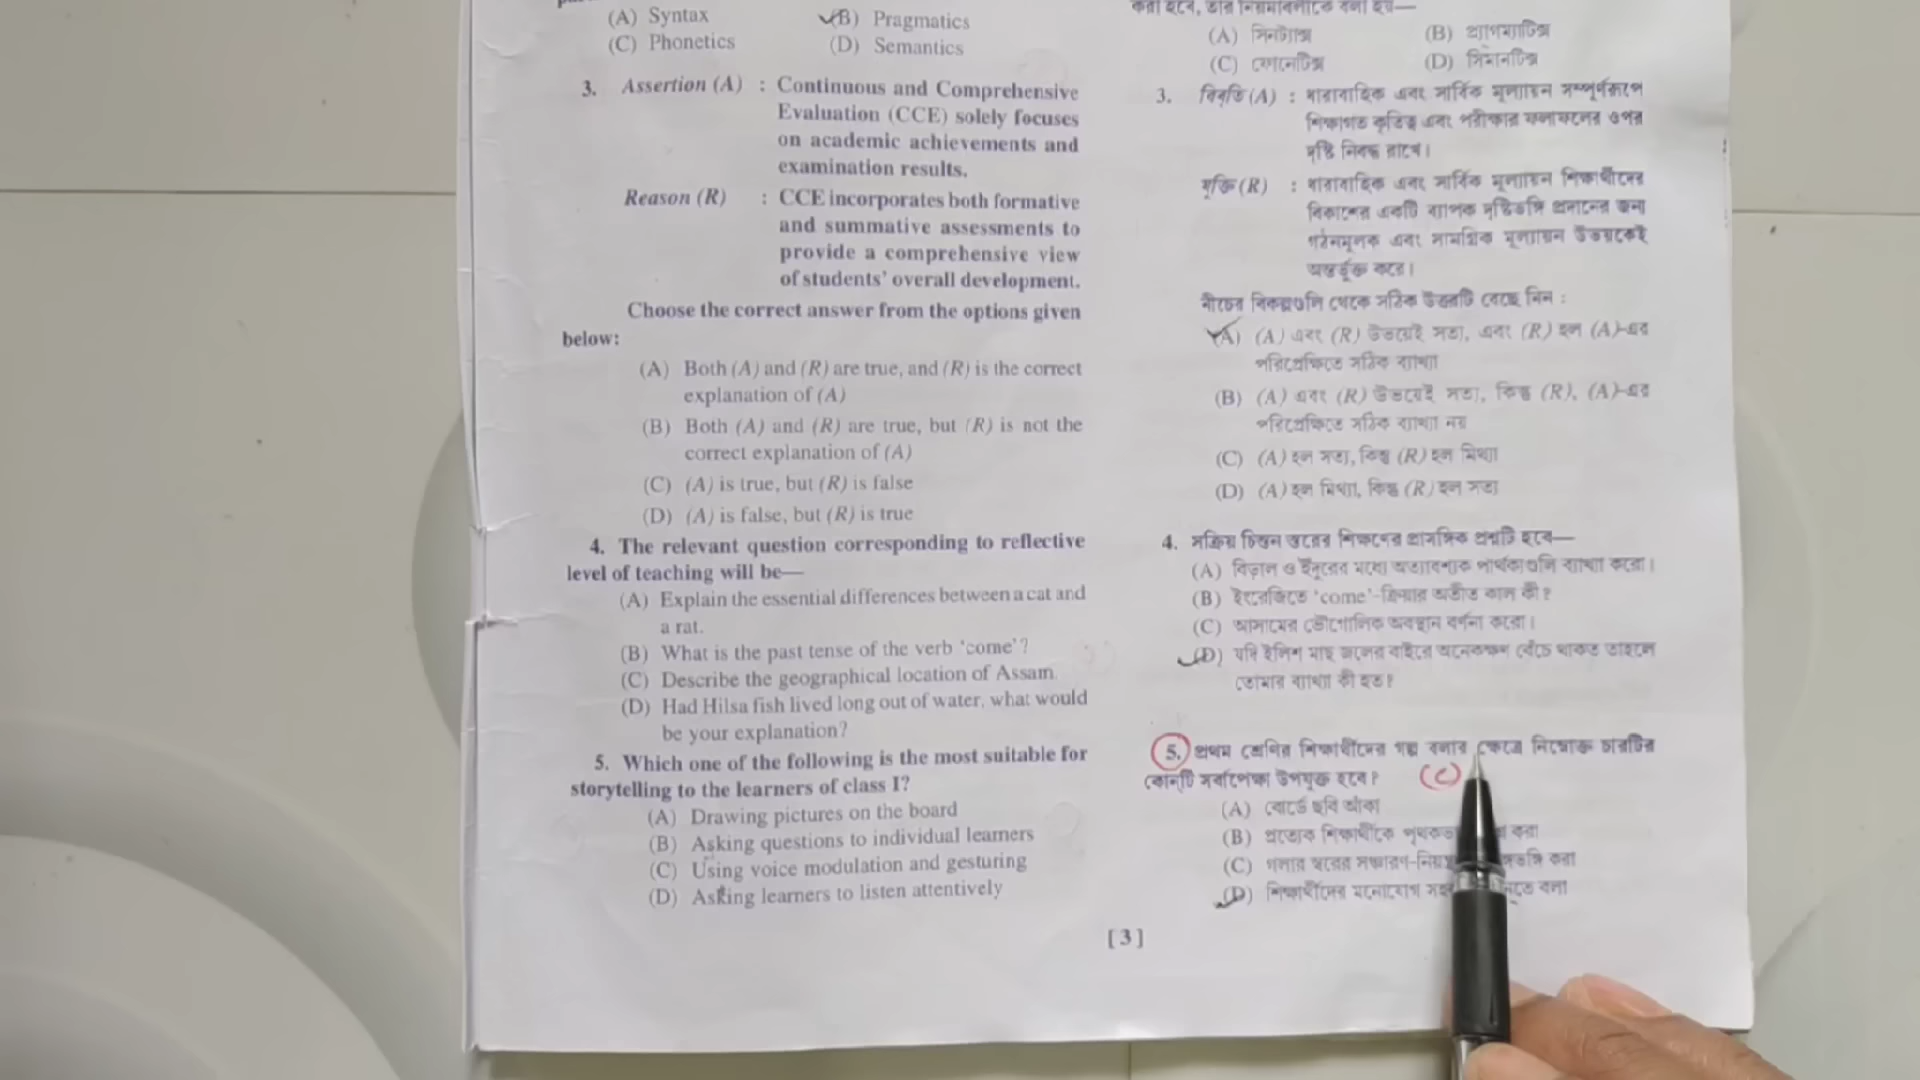 (A) Syntax (B) Pragmatics
(C) Phonetics (D) Semantics
3. Assertion (A) : Continuous and Comprehensive
Evaluation (CCE) solely focuses
on academic achievements and
examination results.
Reason (R) : CCE incorporates both formative
and summative assessments to
provide a comprehensive view
of students' overall development.
Choose the correct answer from the options given
below:
(A) Both (A) and (R) are true, and (R) is the correct
explanation of (A)
(B) Both (A) and (R) are true, but (R) is not the
correct explanation of (A)
(C) (A) is true, but (R) is false
(D) (A) is false, but (R) is true
4. The relevant question corresponding to reflective
level of teaching will be—
(A) Explain the essential differences between a cat and
a rat.
(B) What is the past tense of the verb 'come'?
(C) Describe the geographical location of Assam.
(D) Had Hilsa fish lived long out of water, what would
be your explanation?
5. Which one of the following is the most suitable for
storytelling to the learners of class I?
(A) Drawing pictures on the board
(B) Asking questions to individual learners
(C) Using voice modulation and gesturing
(D) Asking learners to listen attentively
করা হবে, তার নিয়মাবলীকে বলা হয়—
(A) সিনট্যাক্স (B) প্র্যাগম্যাটিক্স
(C) ফোনেটিক্স (D) সিমানটিক্স
3. বিবৃতি (A) : ধারাবাহিক এবং সার্বিক মূল্যায়ন সম্পূর্ণরূপে
শিক্ষাগত কৃতিত্ব এবং পরীক্ষার ফলাফলের ওপর
দৃষ্টি নিবদ্ধ রাখে।
যুক্তি (R) : ধারাবাহিক এবং সার্বিক মূল্যায়ন শিক্ষার্থীদের
বিকাশের একটি ব্যাপক দৃষ্টিভঙ্গি প্রদানের জন্য
গঠনমূলক এবং সামগ্রিক মূল্যায়ন উভয়কেই
অন্তর্ভুক্ত করে।
নীচের বিকল্পগুলি থেকে সঠিক উত্তরটি বেছে নিন :
(A) (A) এবং (R) উভয়েই সত্য, এবং (R) হল (A)-এর
পরিপ্রেক্ষিতে সঠিক ব্যাখ্যা
(B) (A) এবং (R) উভয়েই সত্য, কিন্তু (R), (A)-এর
পরিপ্রেক্ষিতে সঠিক ব্যাখ্যা নয়
(C) (A) হল সত্য, কিন্তু (R) হল মিথ্যা
(D) (A) হল মিথ্যা, কিন্তু (R) হল সত্য
4. সক্রিয় চিন্তন স্তরের শিক্ষণের প্রাসঙ্গিক প্রশ্নটি হবে—
(A) বিড়াল ও ইঁদুরের মধ্যে অত্যাবশ্যক পার্থক্যগুলি ব্যাখ্যা করো।
(B) ইংরেজিতে 'come'-ক্রিয়ার অতীত কাল কী?
(C) আসামের ভৌগোলিক অবস্থান বর্ণনা করো।
(D) যদি ইলিশ মাছ জলের বাইরে অনেকক্ষণ বেঁচে থাকত তাহলে
তোমার ব্যাখ্যা কী হত?
5. প্রথম শ্রেণির শিক্ষার্থীদের গল্প বলার ক্ষেত্রে নিম্নোক্ত চারটির
কোনটি সর্বাপেক্ষা উপযুক্ত হবে? (C)
(A) বোর্ডে ছবি আঁকা
(B) প্রত্যেক শিক্ষার্থীকে করা
(C) গলার স্বরের করা
(D) শিক্ষার্থীদের মনোযোগ বলা
[ 3 ]